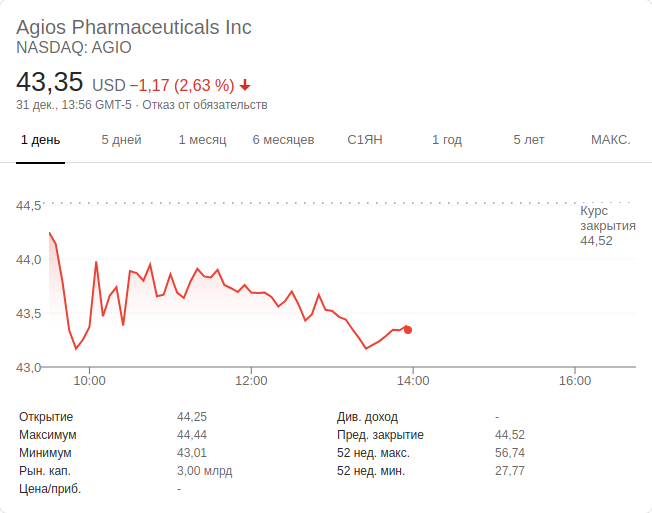 Agios Pharmaceuticals Inc
NASDAQ: AGIO
43,35 USD −1,17 (2,63 %)
31 дек., 13:56 GMT-5 · Отказ от обязательств
1 день 5 дней 1 месяц 6 месяцев С1ЯН 1 год 5 лет МАКС.
44,5
Курс
закрытия
44,52
44,0
43,5
43,0
10:00 12:00 14:00 16:00
Открытие 44,25 Див. доход -
Максимум 44,44 Пред. закрытие 44,52
Минимум 43,01 52 нед. макс. 56,74
Рын. кап. 3,00 млрд 52 нед. мин. 27,77
Цена/приб. -